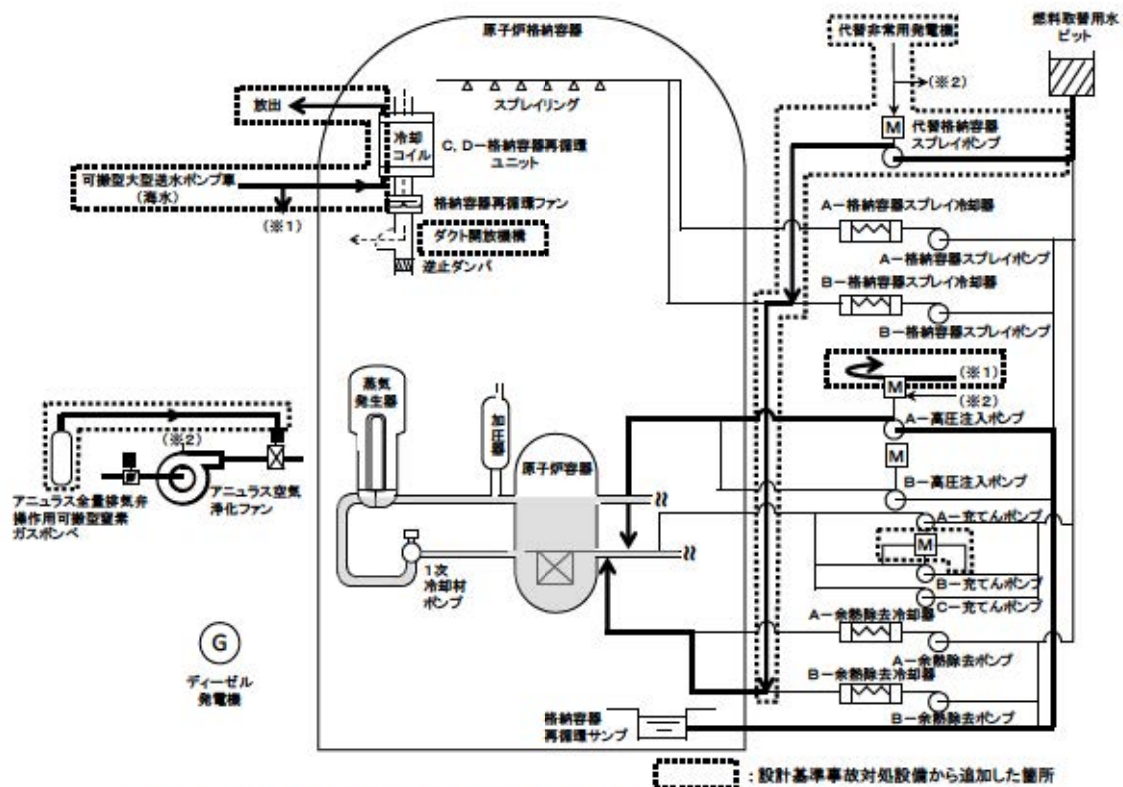 原子炉格納容器
代替非常用発電機
燃料取替用水
ピット
(※2)
放出
スプレイリング
M
代替格納容器
スプレイポンプ
冷却
コイル
C,D-格納容器再循環
ユニット
可搬型大型送水ポンプ車
(海水)
(※1)
格納容器再循環ファン
ダクト開放機構
逆止ダンパ
A-格納容器スプレイ冷却器
A-格納容器スプレイポンプ
B-格納容器スプレイ冷却器
B-格納容器スプレイポンプ
(※1)
M
(※2)
A-高圧注入ポンプ
M
B-高圧注入ポンプ
蒸気
発生器
加圧器
原子炉容器
(※2)
アニュラス全量排気弁
操作用可搬型窒素
ガスボンベ
アニュラス空気
浄化ファン
1次
冷却材
ポンプ
A-充てんポンプ
M
B-充てんポンプ
C-充てんポンプ
A-余熱除去冷却器
A-余熱除去ポンプ
B-余熱除去冷却器
B-余熱除去ポンプ
G
ディーゼル
発電機
格納容器
再循環サンプ
:設計基準事故対処設備から追加した箇所